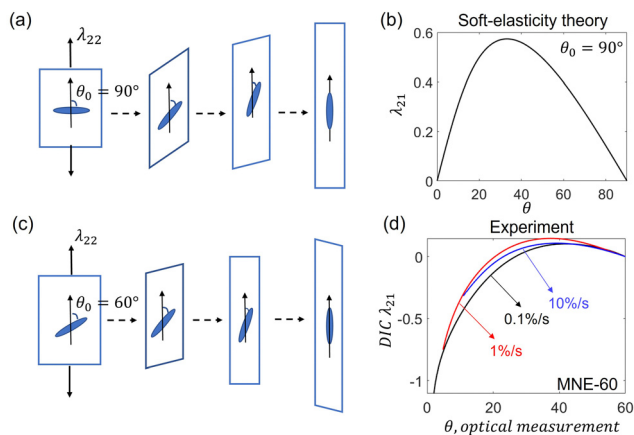 (a)
λ₂₂
θ₀ = 90°
(b)
Soft-elasticity theory
θ₀ = 90°
0.6
0.4
0.2
0
λ₂₁
0 20 40 60 80
θ
(c)
λ₂₂
θ₀ = 60°
(d)
Experiment
0
-0.5
-1
DIC λ₂₁
10%/s
0.1%/s
1%/s
MNE-60
0 20 40 60
θ, optical measurement